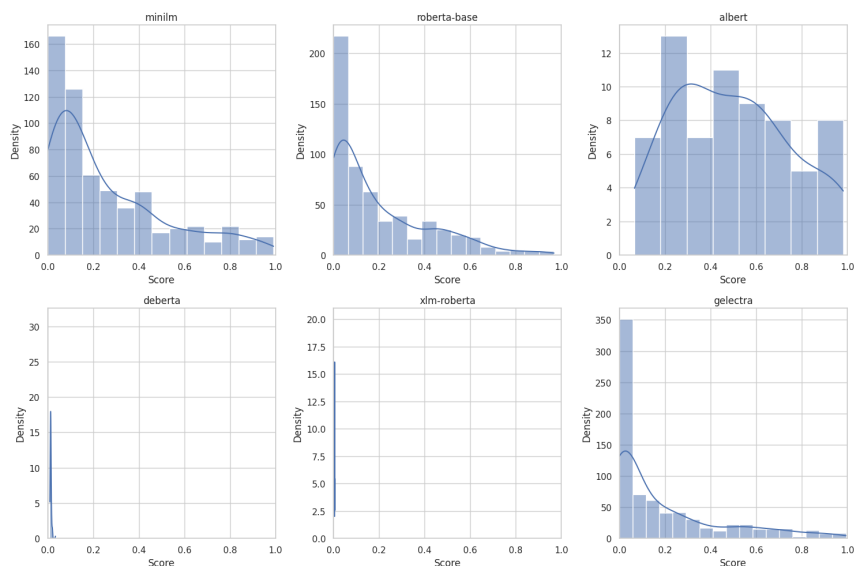 minilm
160
140
120
100
80
60
40
20
0
Density
0.0 0.2 0.4 0.6 0.8 1.0
Score
roberta-base
200
150
100
50
0
Density
0.0 0.2 0.4 0.6 0.8 1.0
Score
albert
12
10
8
6
4
2
0
Density
0.0 0.2 0.4 0.6 0.8 1.0
Score
deberta
30
25
20
15
10
5
0
Density
0.0 0.2 0.4 0.6 0.8 1.0
Score
xlm-roberta
20.0
17.5
15.0
12.5
10.0
7.5
5.0
2.5
0.0
Density
0.0 0.2 0.4 0.6 0.8 1.0
Score
gelectra
350
300
250
200
150
100
50
0
Density
0.0 0.2 0.4 0.6 0.8 1.0
Score